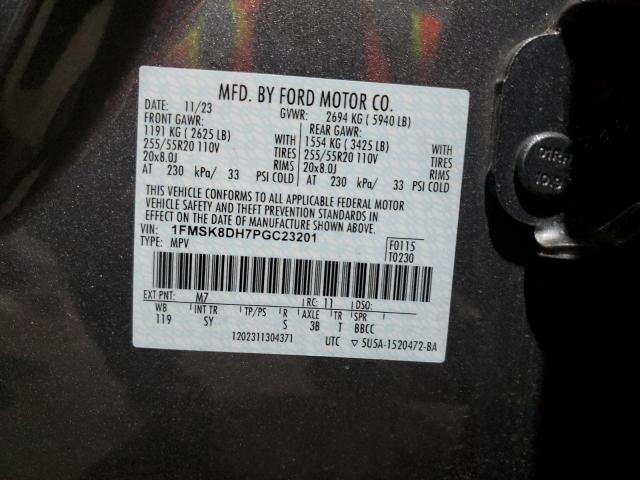 MFD. BY FORD MOTOR CO.
DATE: 11/23 GVWR: 2694 KG ( 5940 LB)
FRONT GAWR: REAR GAWR:
1191 KG ( 2625 LB) WITH 1554 KG ( 3425 LB) WITH
255/55R20 110V TIRES 255/55R20 110V TIRES
20x8.0J RIMS 20x8.0J RIMS
AT 230 kPa/ 33 PSI COLD AT 230 kPa/ 33 PSI COLD
THIS VEHICLE CONFORMS TO ALL APPLICABLE FEDERAL MOTOR
VEHICLE SAFETY AND THEFT PREVENTION STANDARDS IN
EFFECT ON THE DATE OF MANUFACTURE SHOWN ABOVE.
VIN: 1FMSK8DH7PGC23201
TYPE: MPV
F0115
T0230
EXT PNT: M7 RC: 11 DSO:
WB INT TR TP/PS R AXLE TR SPR
119 SY S 3B T BBCC
1202311304371 UTC ▽ 5U5A-1520472-BA